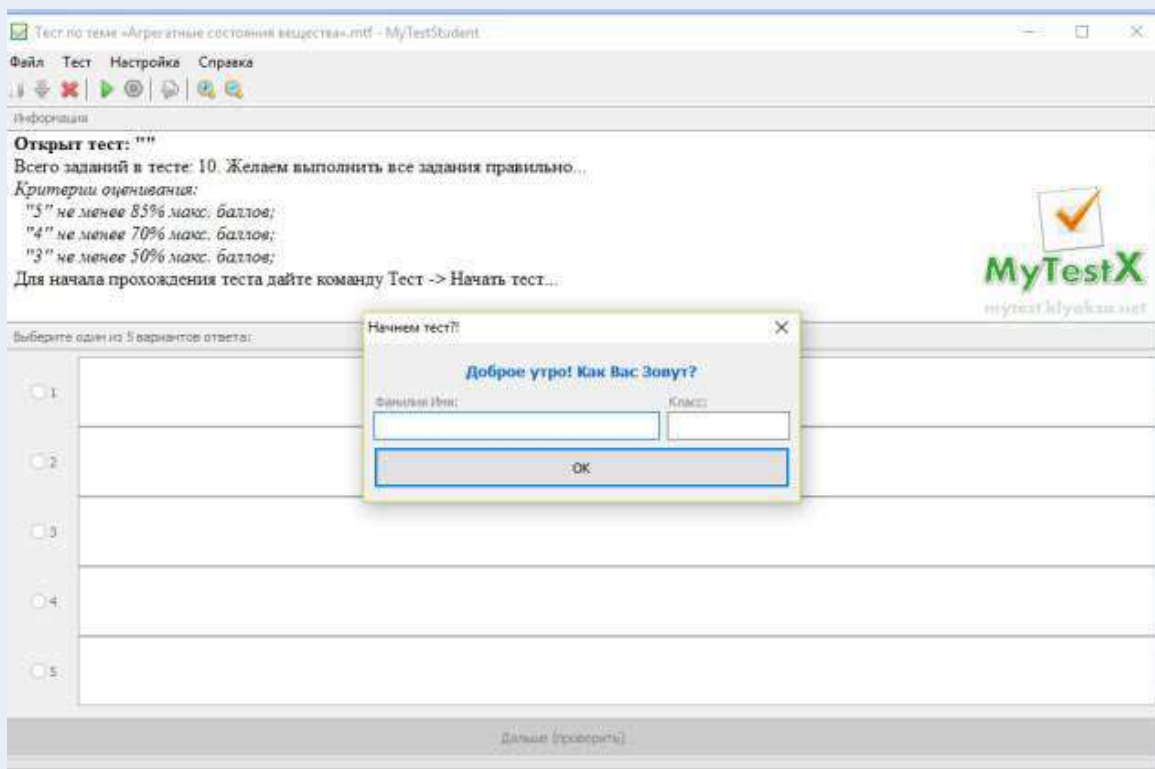 Тест по теме «Агрегатные состояния вещества».mtf - MyTestStudent
Файл Тест Настройка Справка
Информация
Открыт тест: ""
Всего заданий в тесте: 10. Желаем выполнить все задания правильно...
Критерии оценивания:
"5" не менее 85% макс. баллов;
"4" не менее 70% макс. баллов;
"3" не менее 50% макс. баллов;
Для начала прохождения теста дайте команду Тест -> Начать тест...
MyTestX
mytest.klyaksa.net
Выберите один из 5 вариантов ответа:
Начнем тест?!
Доброе утро! Как Вас Зовут?
Фамилия Имя: Класс:
OK
1
2
3
4
5
Дальше (проверить)